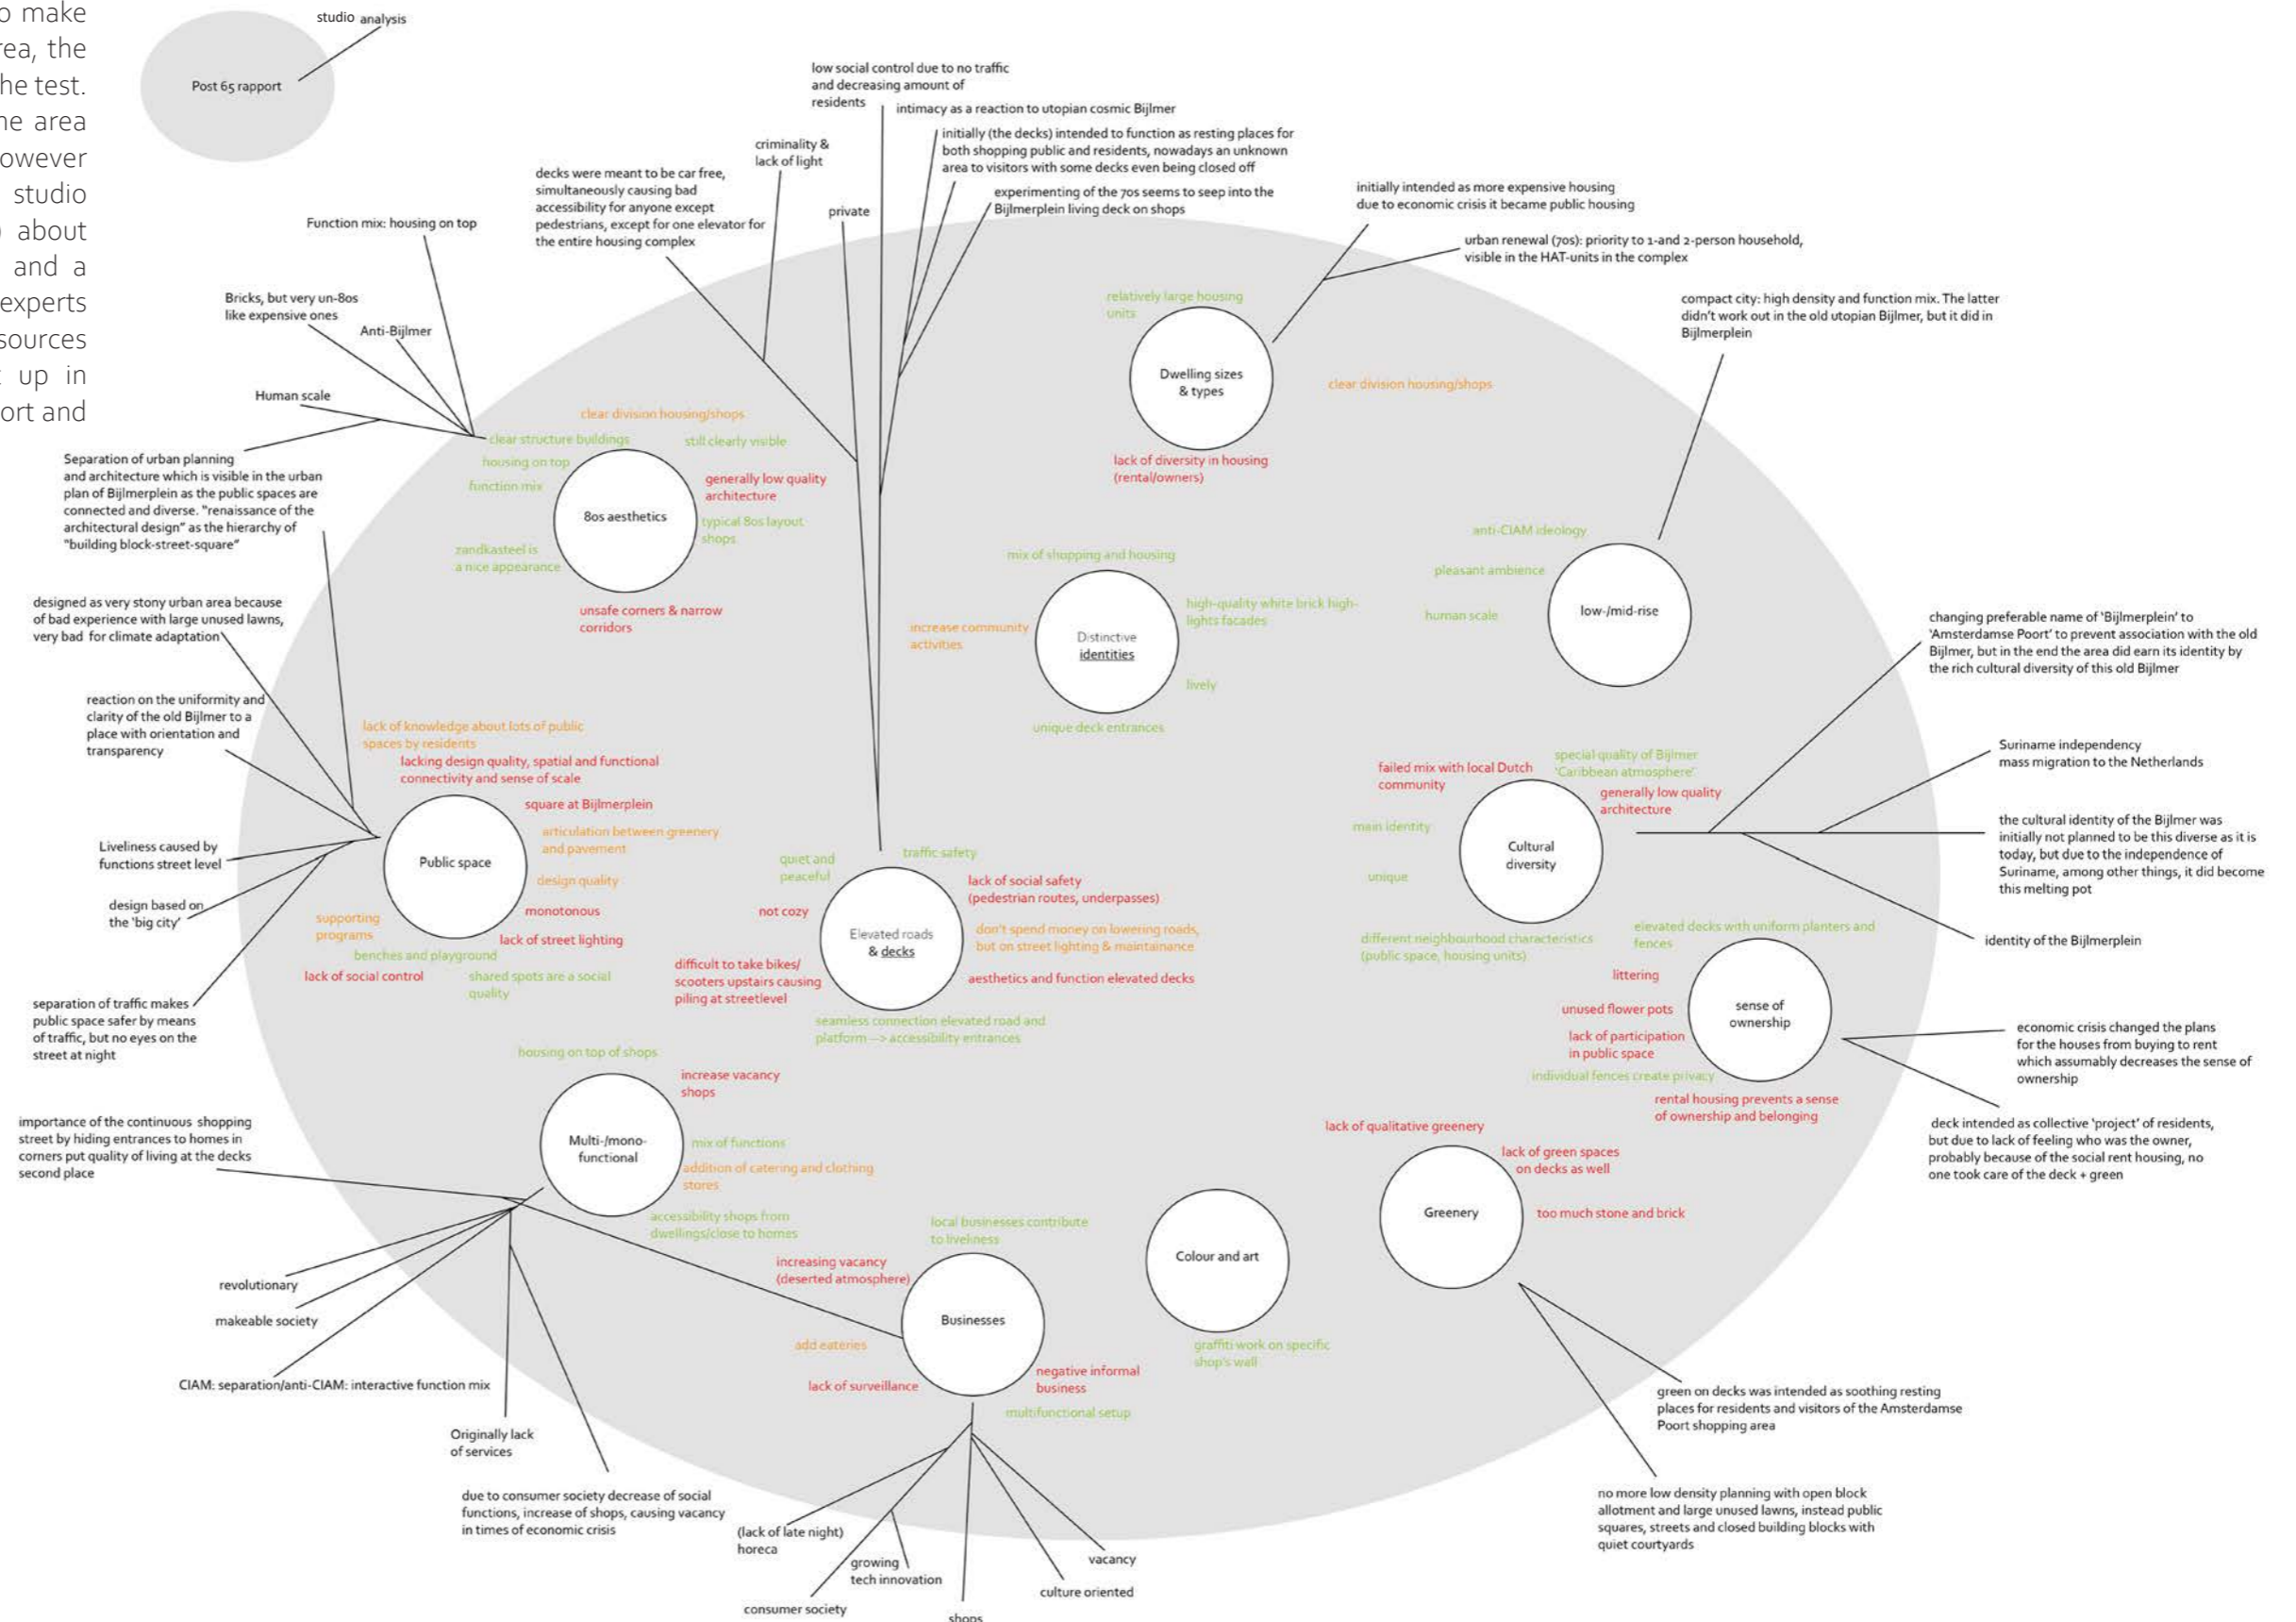 o make
rea, the
he test.
he area
owever
studio
) about
and a
experts
sources
t up in
ort and
studio analysis
Post 65 rapport
low social control due to no traffic
and decreasing amount of
residents
intimacy as a reaction to utopian cosmic Bijlmer
initially (the decks) intended to function as resting places for
both shopping public and residents, nowadays an unknown
area to visitors with some decks even being closed off
experimenting of the 70s seems to seep into the
Bijlmerplein living deck on shops
criminality &
lack of light
private
decks were meant to be car free,
simultaneously causing bad
accessibility for anyone except
pedestrians, except for one elevator for
the entire housing complex
Function mix: housing on top
Bricks, but very un-80s
like expensive ones
Anti-Bijlmer
Human scale
Separation of urban planning
and architecture which is visible in the urban
plan of Bijlmerplein as the public spaces are
connected and diverse. "renaissance of the
architectural design" as the hierarchy of
"building block-street-square"
initially intended as more expensive housing
due to economic crisis it became public housing
urban renewal (70s): priority to 1-and 2-person household,
visible in the HAT-units in the complex
compact city: high density and function mix. The latter
didn't work out in the old utopian Bijlmer, but it did in
Bijlmerplein
relatively large housing
units
Dwelling sizes
& types
clear division housing/shops
lack of diversity in housing
(rental/owners)
clear division housing/shops
clear structure buildings
still clearly visible
housing on top
function mix
generally low quality
architecture
80s aesthetics
typical 80s layout
shops
zandkasteel is
a nice appearance
unsafe corners & narrow
corridors
mix of shopping and housing
high-quality white brick high-
lights facades
increase community
activities
Distinctive
identities
lively
unique deck entrances
anti-CIAM ideology
pleasant ambience
human scale
low-/mid-rise
designed as very stony urban area because
of bad experience with large unused lawns,
very bad for climate adaptation
reaction on the uniformity and
clarity of the old Bijlmer to a
place with orientation and
transparency
Liveliness caused by
functions street level
design based on
the 'big city'
separation of traffic makes
public space safer by means
of traffic, but no eyes on the
street at night
lack of knowledge about lots of public
spaces by residents
lacking design quality, spatial and functional
connectivity and sense of scale
square at Bijlmerplein
articulation between greenery
and pavement
Public space
design quality
monotonous
supporting
programs
lack of street lighting
benches and playground
lack of social control
shared spots are a social
quality
quiet and
peaceful
traffic safety
lack of social safety
(pedestrian routes, underpasses)
not cozy
Elevated roads
& decks
don't spend money on lowering roads,
but on street lighting & maintainance
difficult to take bikes/
scooters upstairs causing
piling at streetlevel
aesthetics and function elevated decks
seamless connection elevated road and
platform --> accessibility entrances
changing preferable name of 'Bijlmerplein' to
'Amsterdamse Poort' to prevent association with the old
Bijlmer, but in the end the area did earn its identity by
the rich cultural diversity of this old Bijlmer
Suriname independency
mass migration to the Netherlands
the cultural identity of the Bijlmer was
initially not planned to be this diverse as it is
today, but due to the independence of
Suriname, among other things, it did become
this melting pot
identity of the Bijlmerplein
special quality of Bijlmer
'Caribbean atmosphere'
failed mix with local Dutch
community
generally low quality
architecture
main identity
Cultural
diversity
unique
different neighbourhood characteristics
(public space, housing units)
elevated decks with uniform planters and
fences
littering
unused flower pots
sense of
ownership
lack of participation
in public space
individual fences create privacy
rental housing prevents a sense
of ownership and belonging
economic crisis changed the plans
for the houses from buying to rent
which assumably decreases the sense of
ownership
deck intended as collective 'project' of residents,
but due to lack of feeling who was the owner,
probably because of the social rent housing, no
one took care of the deck + green
housing on top of shops
increase vacancy
shops
Multi-/mono-
functional
mix of functions
addition of catering and clothing
stores
accessibility shops from
dwellings/close to homes
importance of the continuous shopping
street by hiding entrances to homes in
corners put quality of living at the decks
second place
revolutionary
makeable society
CIAM: separation/anti-CIAM: interactive function mix
Originally lack
of services
due to consumer society decrease of social
functions, increase of shops, causing vacancy
in times of economic crisis
local businesses contribute
to liveliness
increasing vacancy
(deserted atmosphere)
Businesses
add eateries
lack of surveillance
negative informal
business
multifunctional setup
(lack of late night)
horeca
growing
tech innovation
consumer society
shops
culture oriented
vacancy
Colour and art
graffiti work on specific
shop's wall
lack of qualitative greenery
lack of green spaces
on decks as well
Greenery
too much stone and brick
green on decks was intended as soothing resting
places for residents and visitors of the Amsterdamse
Poort shopping area
no more low density planning with open block
allotment and large unused lawns, instead public
squares, streets and closed building blocks with
quiet courtyards